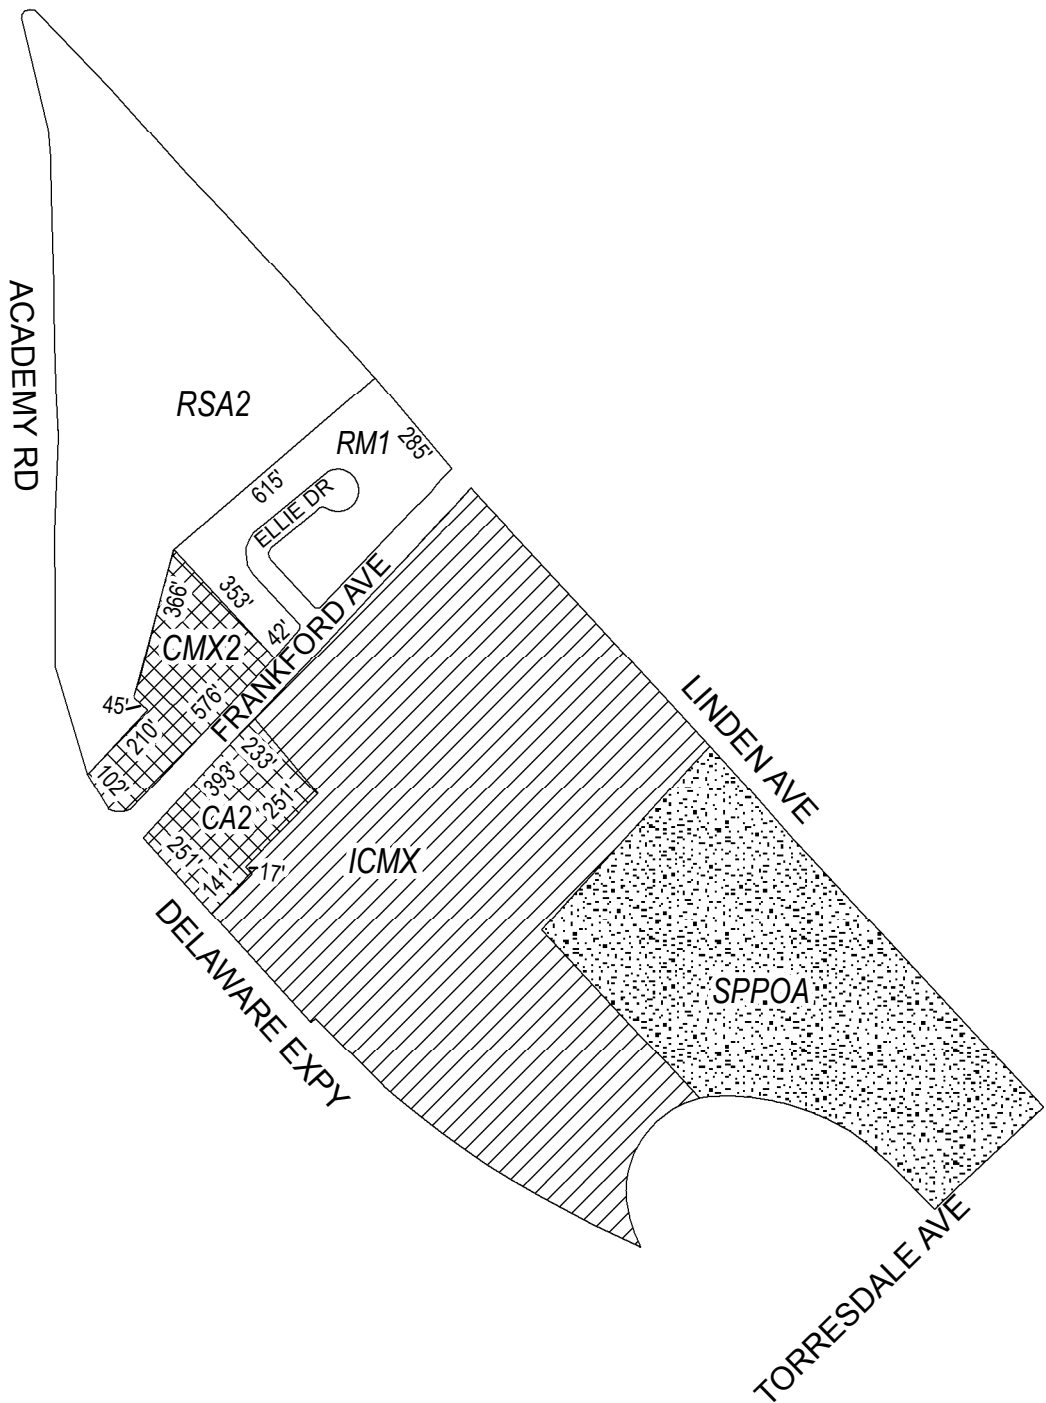 ACADEMY RD
RSA2
RM1
285'
615'
ELLIE DR
353'
42'
366'
CMX2
FRANKFORD AVE
576'
45'
210'
102'
233'
393'
251'
CA2
251'
141'
17'
ICMX
LINDEN AVE
SPPOA
DELAWARE EXPY
TORRESDALE AVE